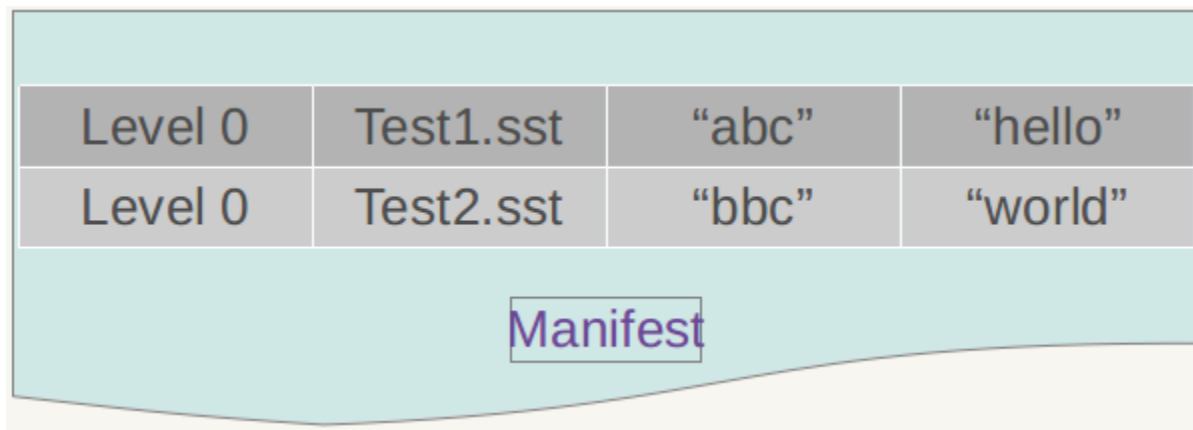 Level 0 Test1.sst “abc” “hello”
Level 0 Test2.sst “bbc” “world”
Manifest